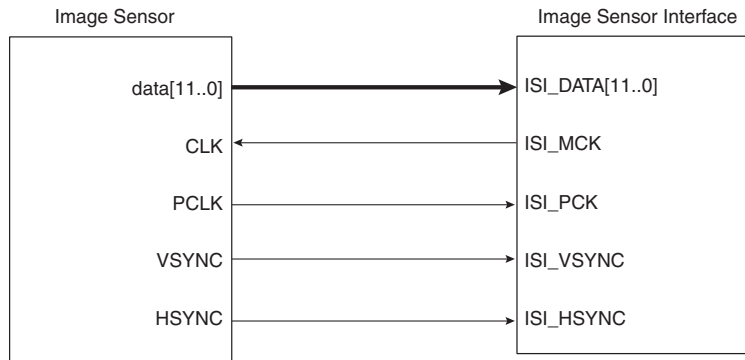 Image Sensor
Image Sensor Interface
data[11..0]
ISI_DATA[11..0]
CLK
ISI_MCK
PCLK
ISI_PCK
VSYNC
ISI_VSYNC
HSYNC
ISI_HSYNC